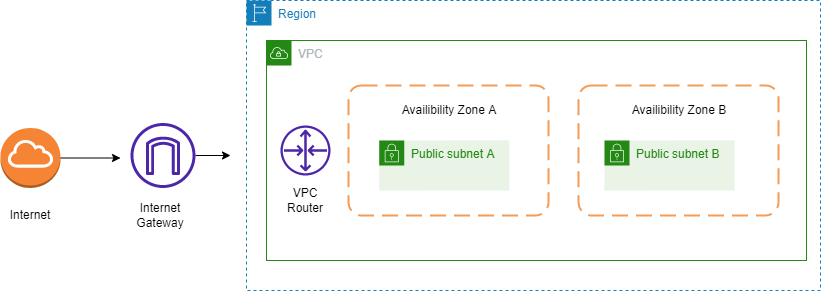 Region
VPC
Availibility Zone A
Availibility Zone B
Public subnet A
Public subnet B
VPC
Router
Internet
Gateway
Internet